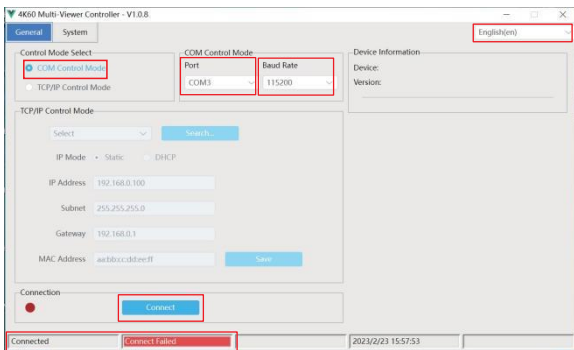 4K60 Multi-Viewer Controller - V1.0.8
General System English(en)
Control Mode Select
COM Control Mode
TCP/IP Control Mode
COM Control Mode
Port Baud Rate
COM3 115200
Device Information
Device:
Version:
TCP/IP Control Mode
Select Search...
IP Mode Static DHCP
IP Address 192.168.0.100
Subnet 255.255.255.0
Gateway 192.168.0.1
MAC Address aa:bb:cc:dd:ee:ff Save
Connection
Connect
Connected Connect Failed 2023/2/23 15:57:53